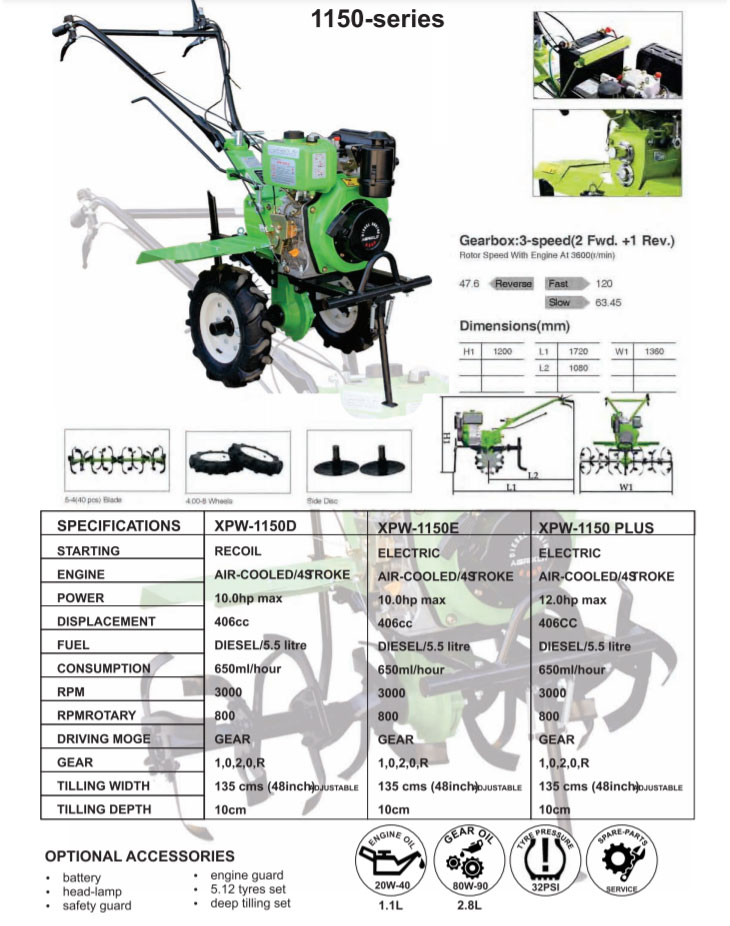 1150-series
Gearbox:3-speed(2 Fwd. +1 Rev.)
Rotor Speed With Engine At 3600(r/min)
47.6 Reverse Fast 120
Slow 63.45
Dimensions(mm)
H1 1200 L1 1720 W1 1360
L2 1080
H1 L2 L1 W1
5-4(40 pcs) Blade 4.00-8 Wheels Side Disc
SPECIFICATIONS XPW-1150D XPW-1150E XPW-1150 PLUS
STARTING RECOIL ELECTRIC ELECTRIC
ENGINE AIR-COOLED/4STROKE AIR-COOLED/4STROKE AIR-COOLED/4STROKE
POWER 10.0hp max 10.0hp max 12.0hp max
DISPLACEMENT 406cc 406cc 406CC
FUEL DIESEL/5.5 litre DIESEL/5.5 litre DIESEL/5.5 litre
CONSUMPTION 650ml/hour 650ml/hour 650ml/hour
RPM 3000 3000 3000
RPMROTARY 800 800 800
DRIVING MOGE GEAR GEAR GEAR
GEAR 1,0,2,0,R 1,0,2,0,R 1,0,2,0,R
TILLING WIDTH 135 cms (48inch)ADJUSTABLE 135 cms (48inch)ADJUSTABLE 135 cms (48inch)ADJUSTABLE
TILLING DEPTH 10cm 10cm 10cm
OPTIONAL ACCESSORIES
• battery • engine guard
• head-lamp • 5.12 tyres set
• safety guard • deep tilling set
ENGINE OIL GEAR OIL TYRE PRESSURE SPARE-PARTS
20W-40 80W-90 32PSI SERVICE
1.1L 2.8L